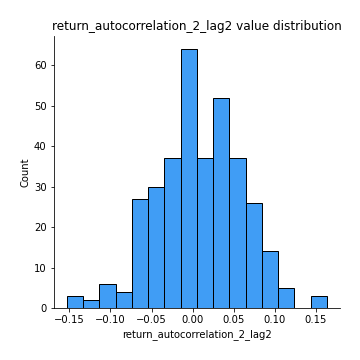 return_autocorrelation_2_lag2 value distribution
60
50
40
30
20
10
0
Count
−0.15 −0.10 −0.05 0.00 0.05 0.10 0.15
return_autocorrelation_2_lag2